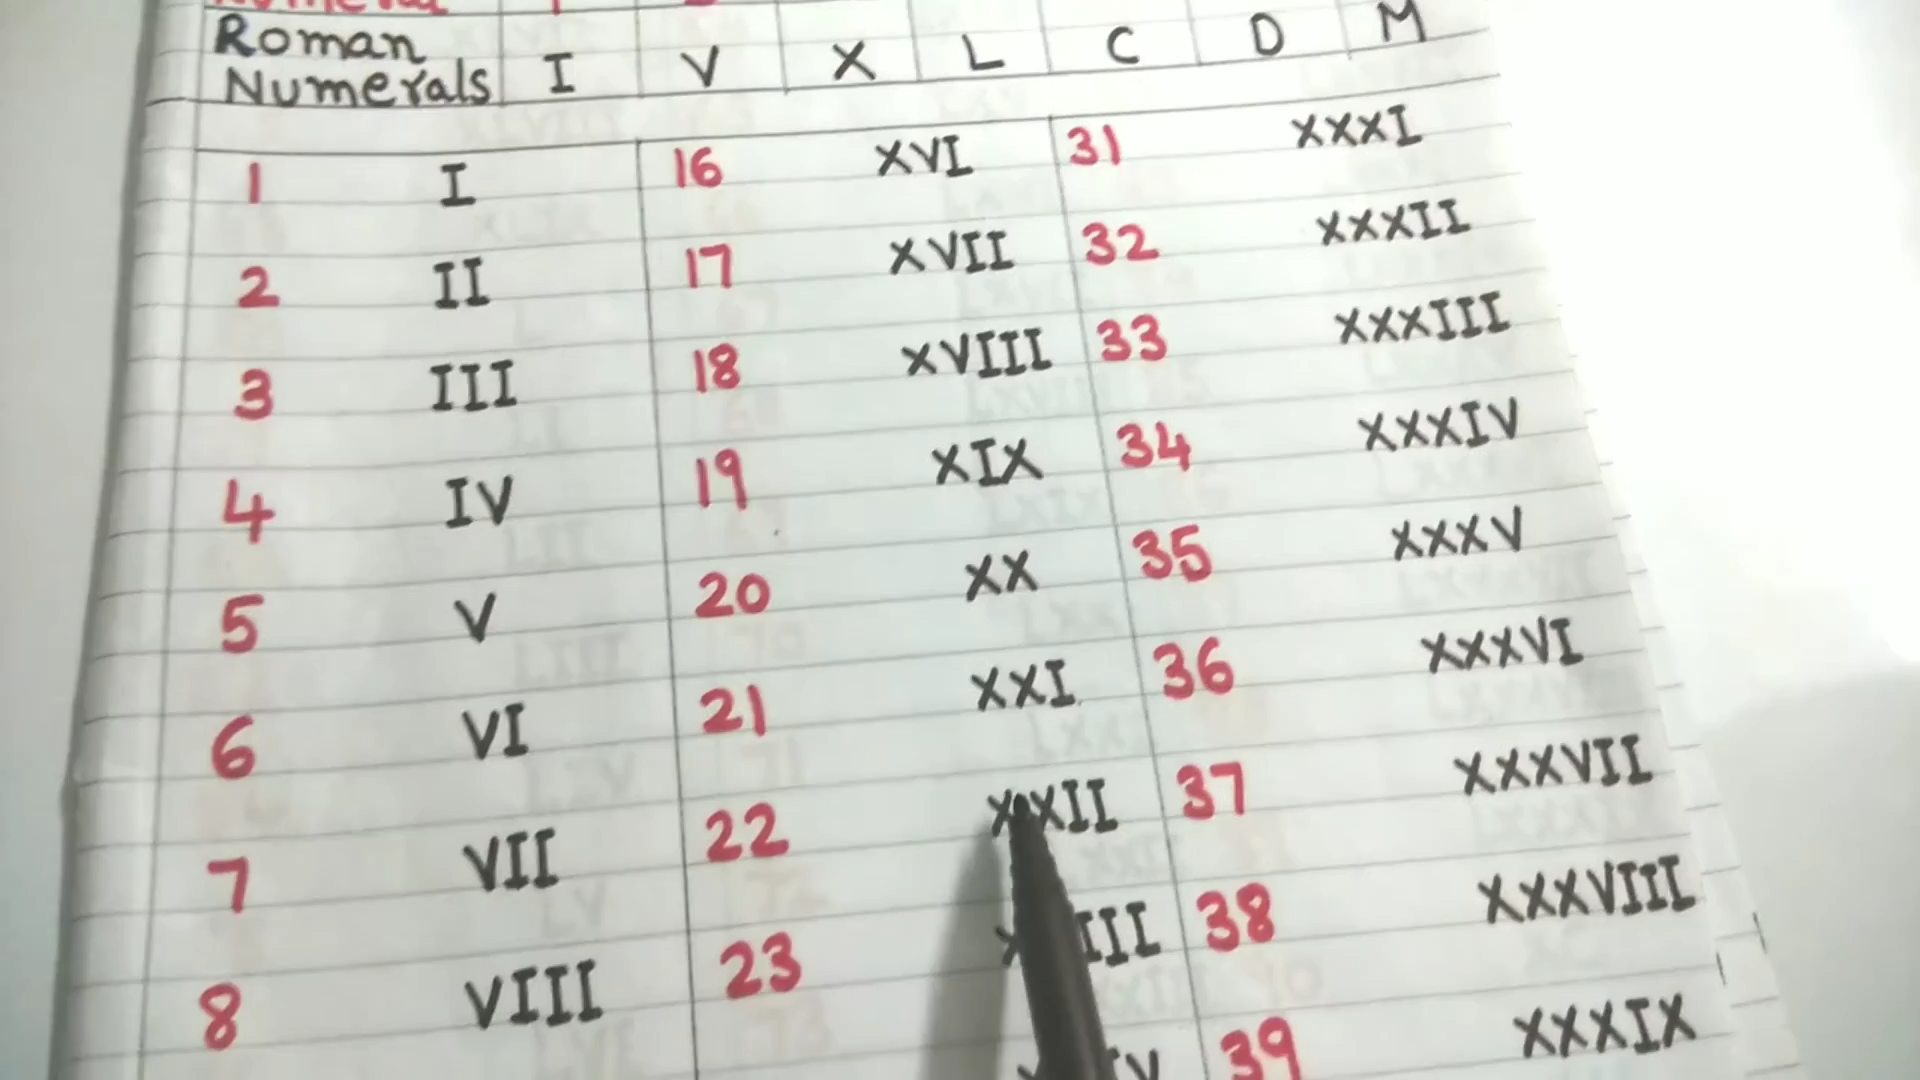 Roman
Numerals I V X L C D M
1 I 16 XVI 31 XXXI
2 II 17 XVII 32 XXXII
3 III 18 XVIII 33 XXXIII
4 IV 19 XIX 34 XXXIV
5 V 20 XX 35 XXXV
6 VI 21 XXI 36 XXXVI
7 VII 22 XXII 37 XXXVII
8 VIII 23 38 XXXVIII
39 XXXIX